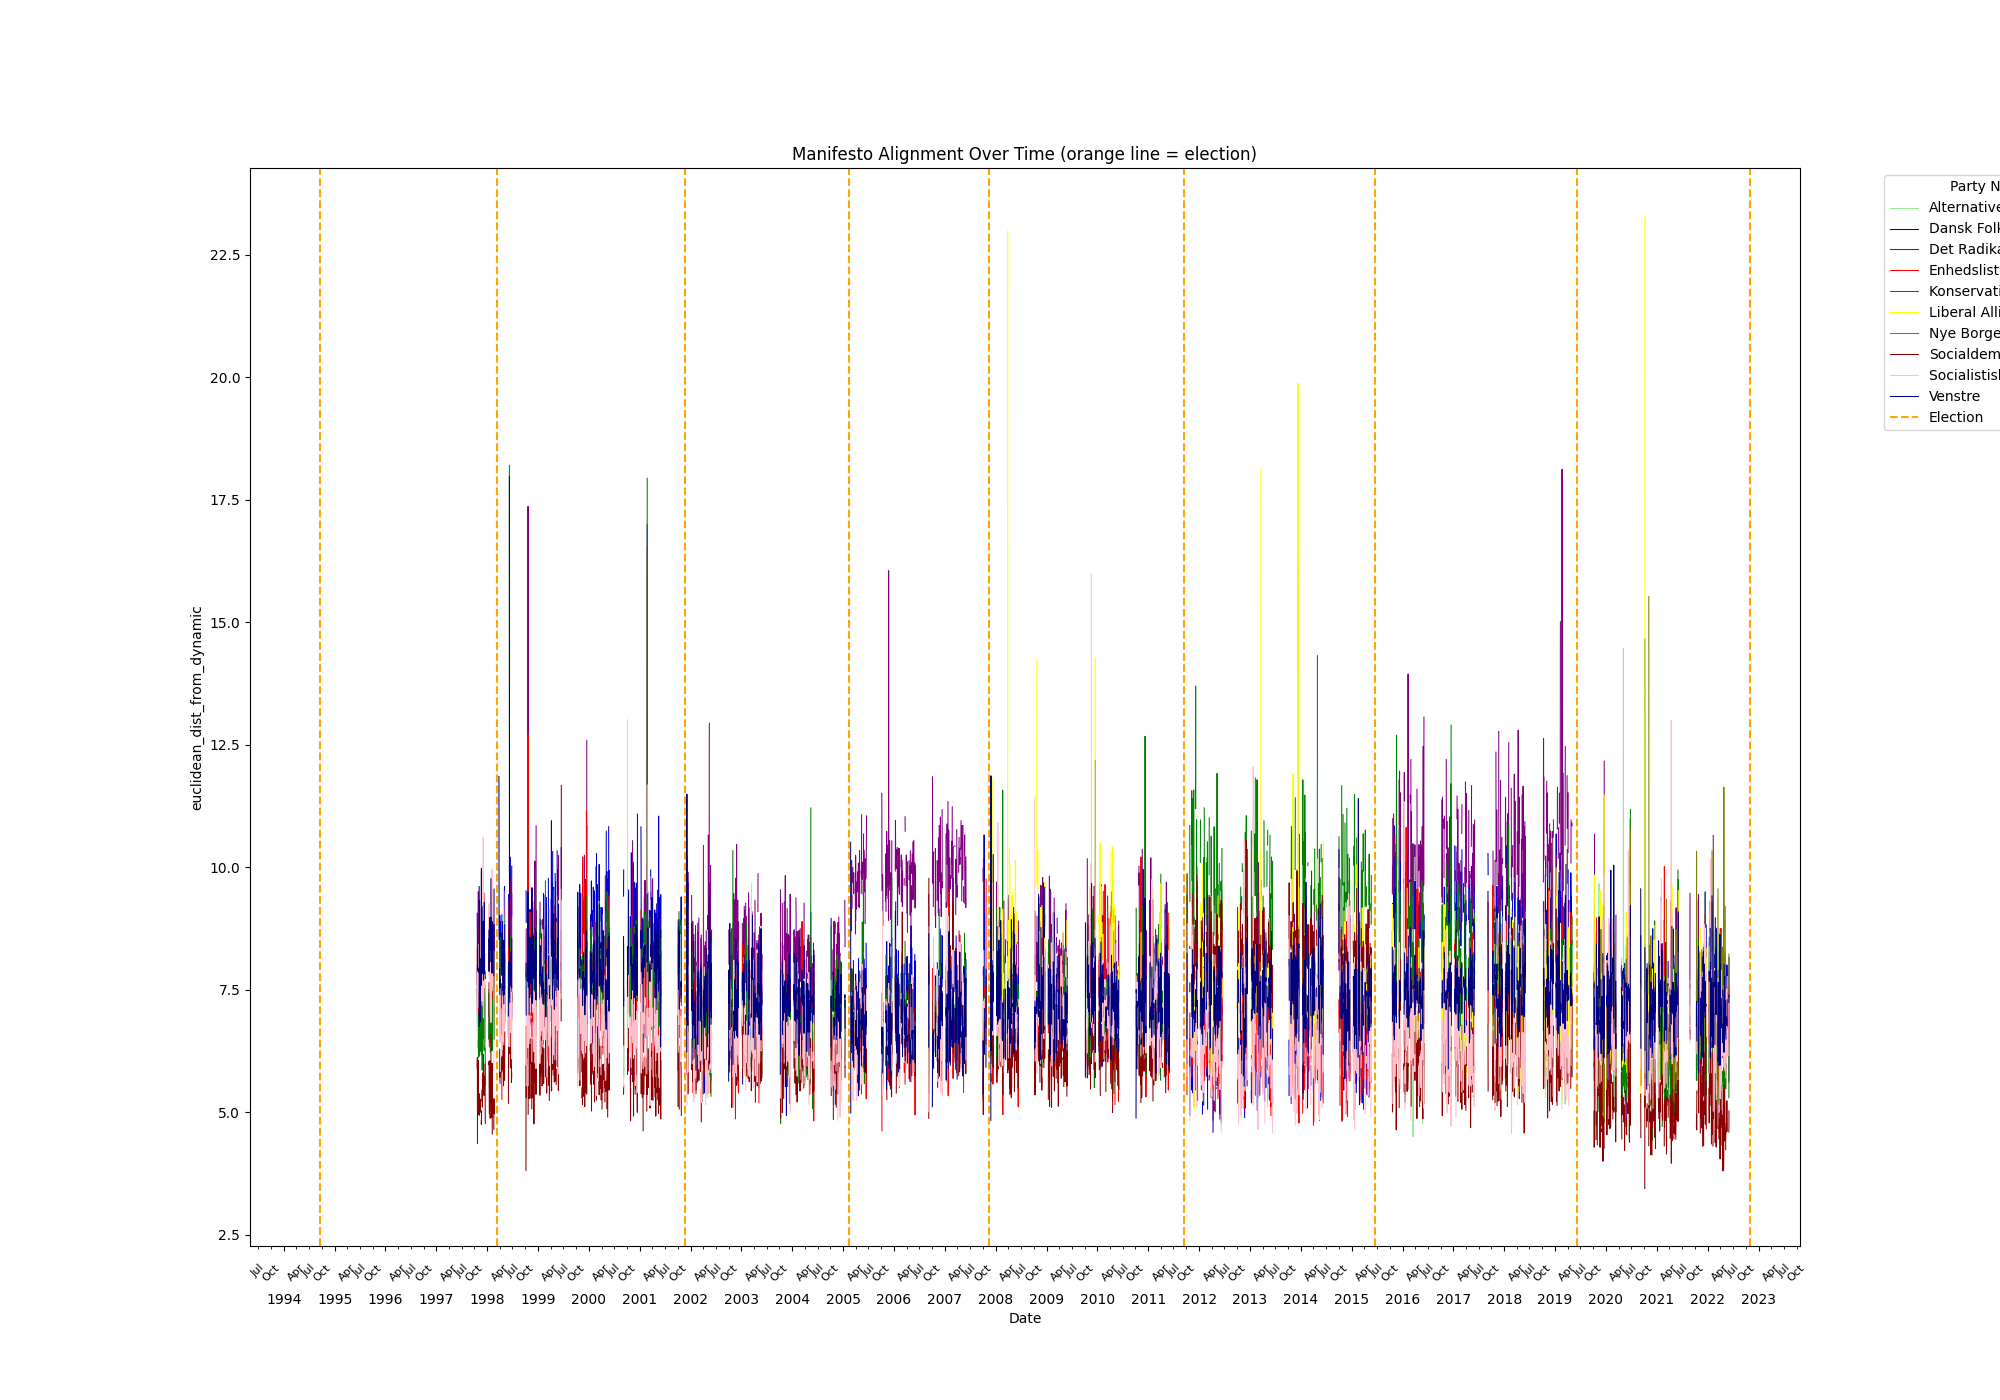 Manifesto Alignment Over Time (orange line = election)
Party N
Alternative
Dansk Folk
Det Radika
Enhedslist
Konservati
Liberal Alli
Nye Borge
Socialdem
Socialistis
Venstre
Election
euclidean_dist_from_dynamic
22.5
20.0
17.5
15.0
12.5
10.0
7.5
5.0
2.5
Jul Oct Apr Jul Oct Apr Jul Oct Apr Jul Oct Apr Jul Oct Apr Jul Oct Apr Jul Oct Apr Jul Oct Apr Jul Oct Apr Jul Oct Apr Jul Oct Apr Jul Oct Apr Jul Oct Apr Jul Oct Apr Jul Oct Apr Jul Oct Apr Jul Oct Apr Jul Oct Apr Jul Oct Apr Jul Oct Apr Jul Oct Apr Jul Oct Apr Jul Oct Apr Jul Oct Apr Jul Oct Apr Jul Oct Apr Jul Oct Apr Jul Oct Apr Jul Oct Apr Jul Oct
1994 1995 1996 1997 1998 1999 2000 2001 2002 2003 2004 2005 2006 2007 2008 2009 2010 2011 2012 2013 2014 2015 2016 2017 2018 2019 2020 2021 2022 2023
Date